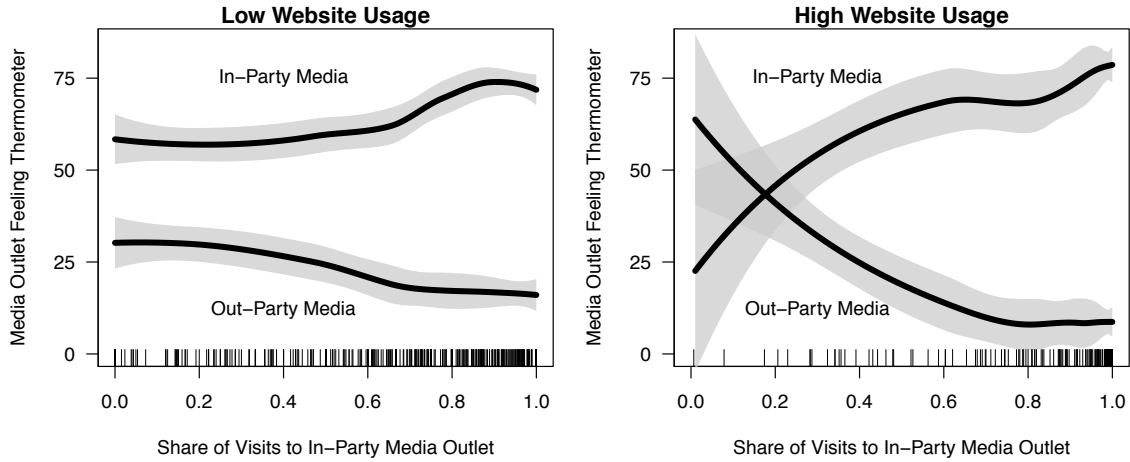 Low Website Usage
Media Outlet Feeling Thermometer
75
50
25
0
In−Party Media
Out−Party Media
0.0 0.2 0.4 0.6 0.8 1.0
Share of Visits to In−Party Media Outlet
High Website Usage
Media Outlet Feeling Thermometer
75
50
25
0
In−Party Media
Out−Party Media
0.0 0.2 0.4 0.6 0.8 1.0
Share of Visits to In−Party Media Outlet